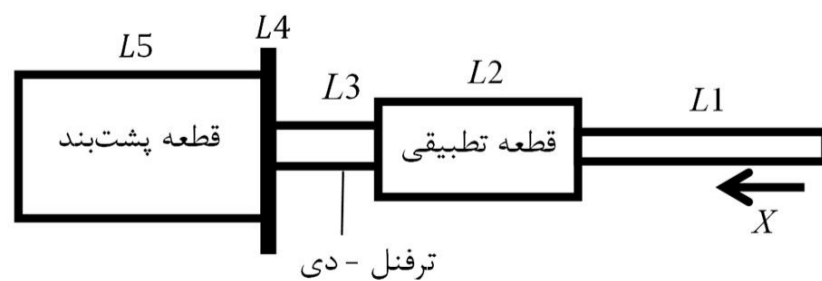 L4
L5
L3
L2
L1
قطعه پشت‌بند
قطعه تطبیقی
X
ترفنل - دی